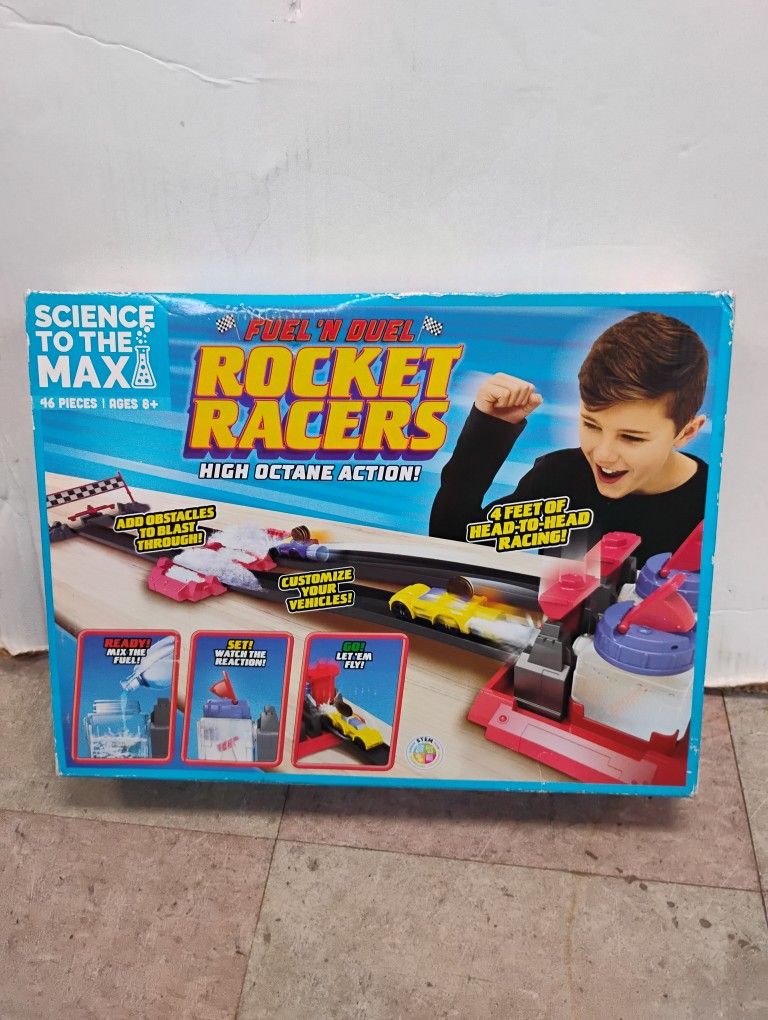 SCIENCE
TO THE
MAX
46 PIECES | AGES 8+
FUEL 'N DUEL
ROCKET
RACERS
HIGH OCTANE ACTION!
ADD OBSTACLES
TO BLAST
THROUGH!
CUSTOMIZE
YOUR
VEHICLES!
4 FEET OF
HEAD-TO-HEAD
RACING!
READY!
MIX THE
FUEL!
SET!
WATCH THE
REACTION!
GO!
LET 'EM
FLY!
STEM